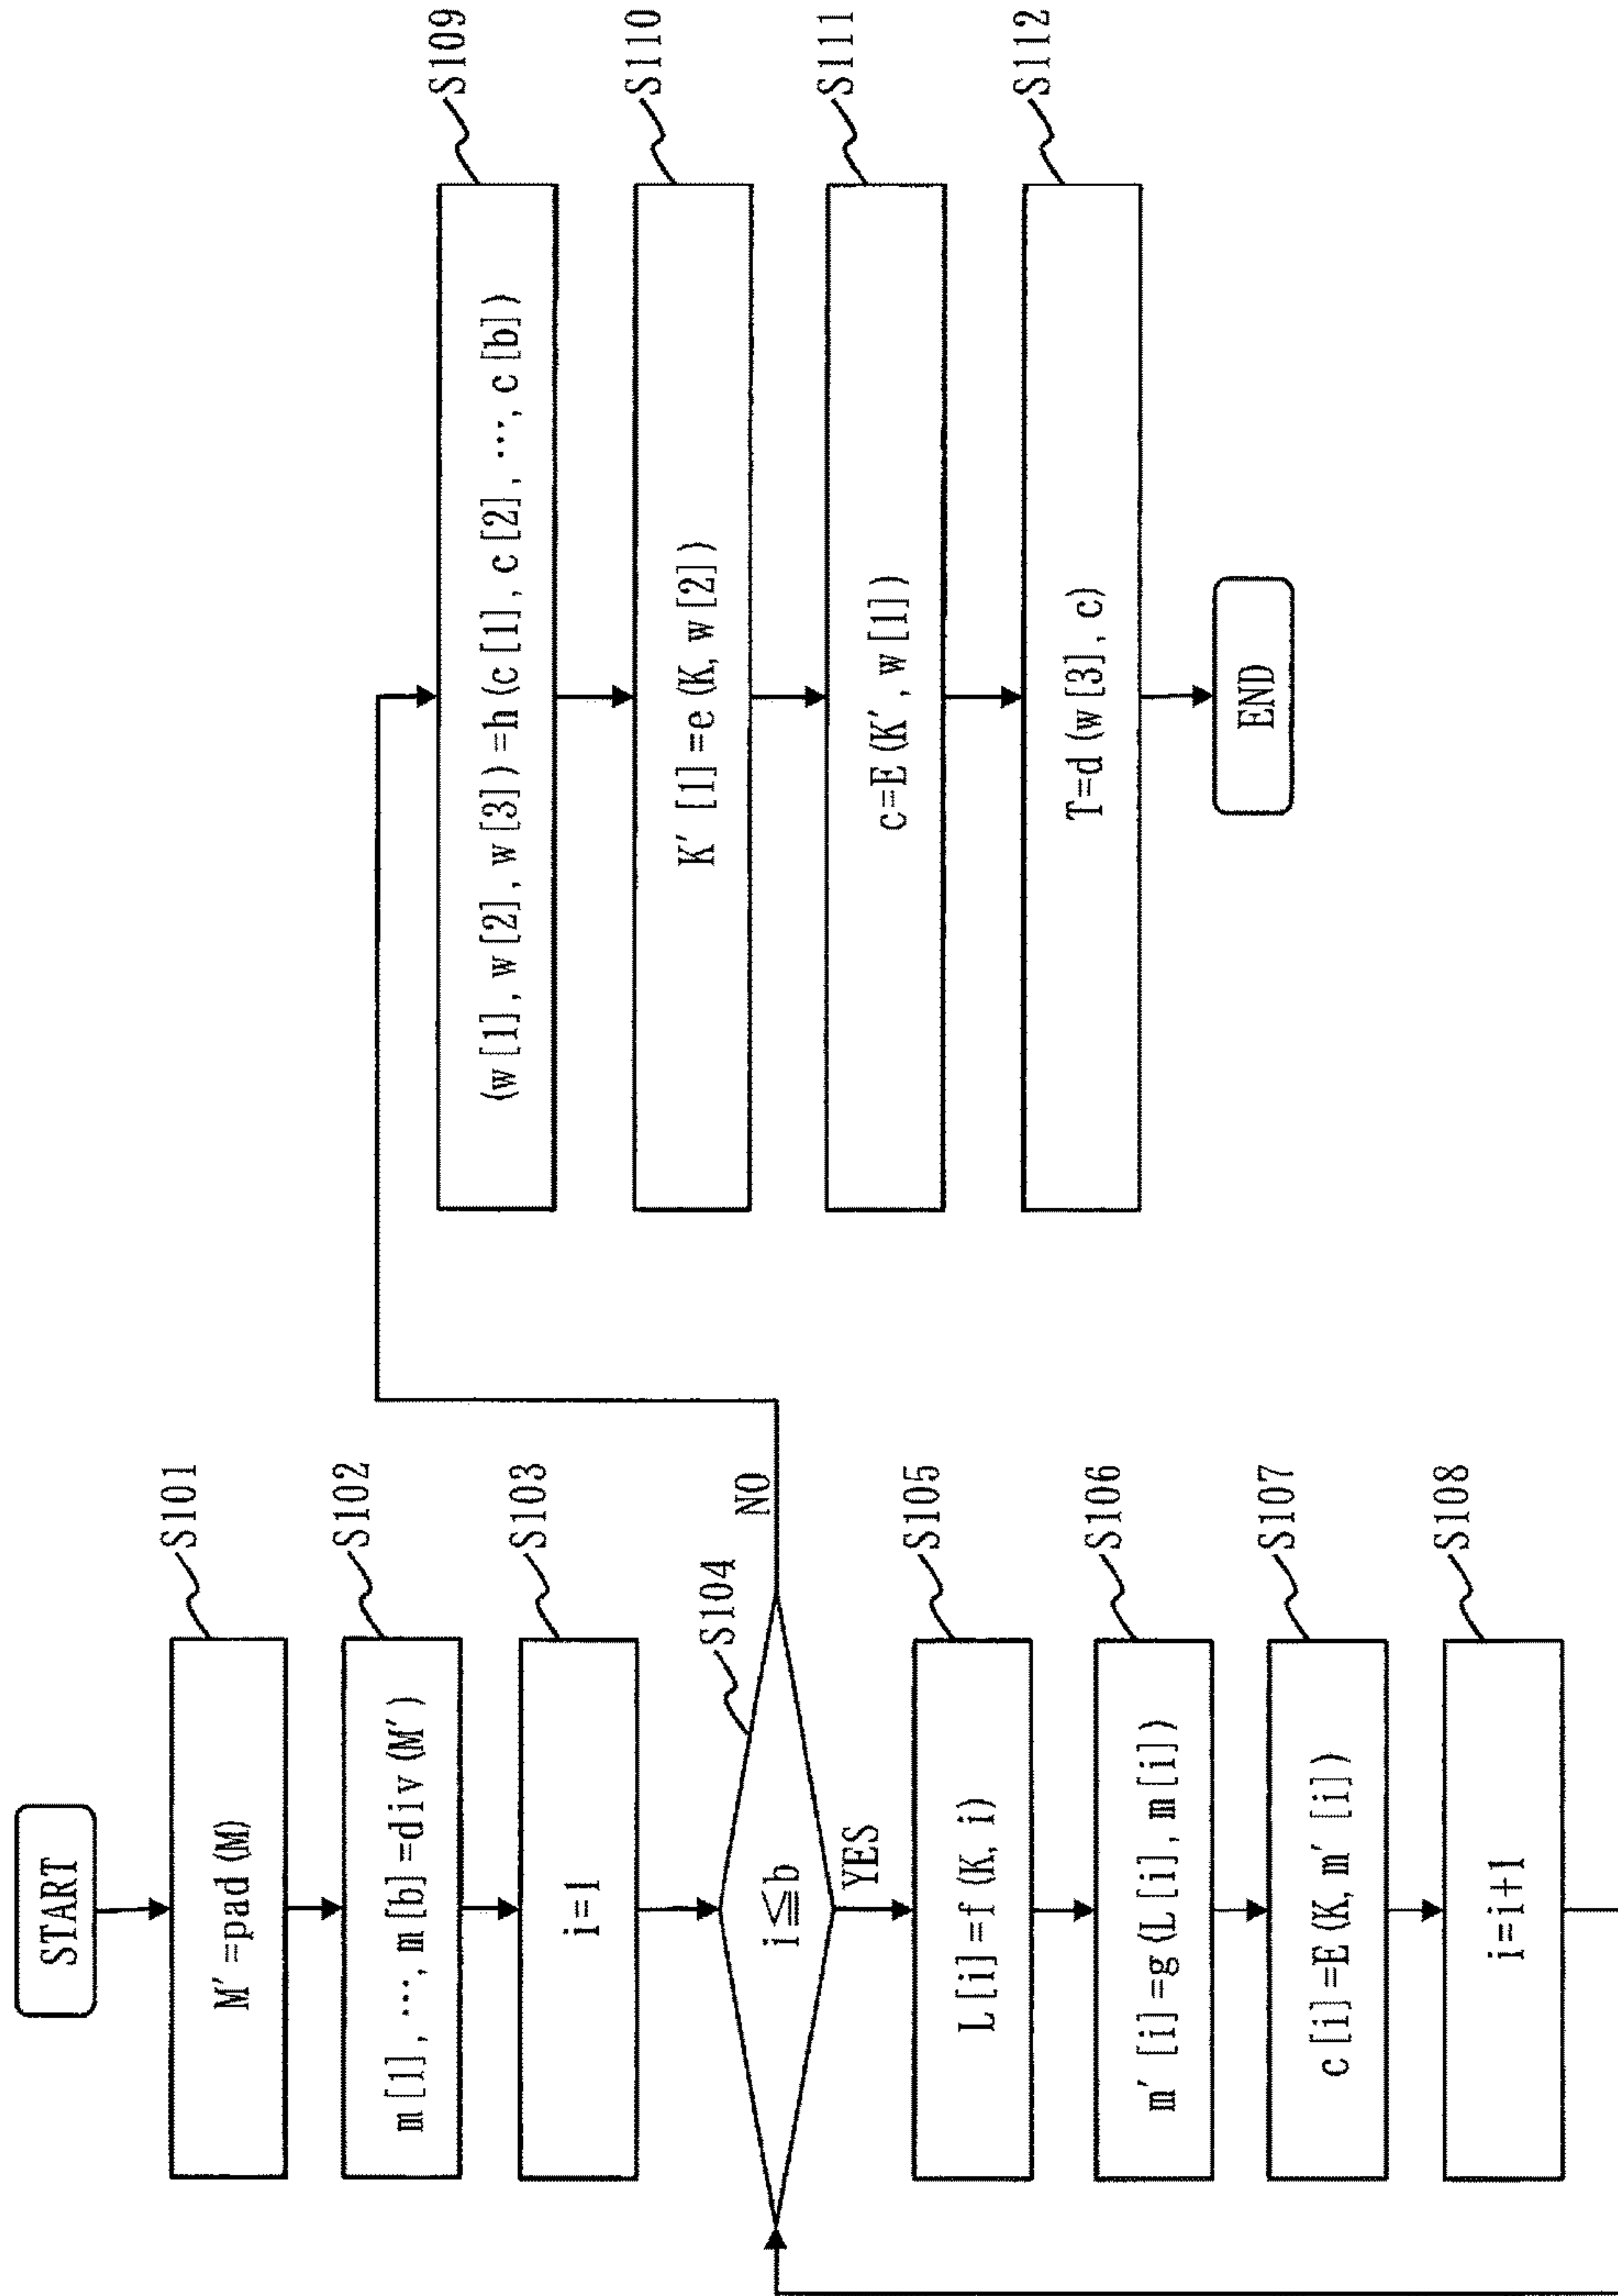 START
M′=pad(M)
S101
m[1], ⋯, m[b]=div(M′)
S102
i=1
S103
i≦b
S104
NO
YES
L[i]=f(K, i)
S105
m′[i]=g(L[i], m[i])
S106
c[i]=E(K, m′[i])
S107
i=i+1
S108
(w[1], w[2], w[3])=h(c[1], c[2], ⋯, c[b])
S109
K′[1]=e(K, w[2])
S110
c=E(K′, w[1])
S111
T=d(w[3], c)
S112
END